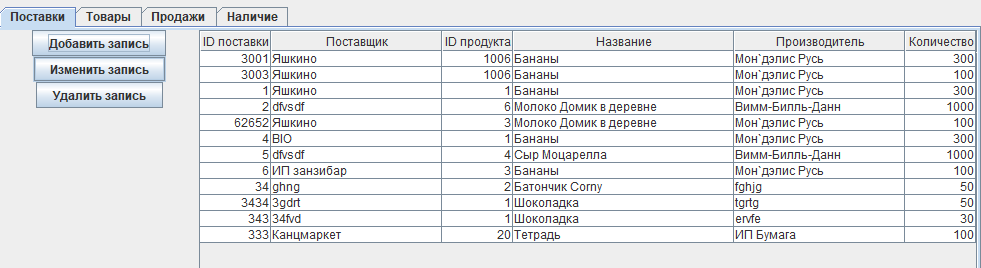 Поставки Товары Продажи Наличие
Добавить запись
Изменить запись
Удалить запись
ID поставки Поставщик ID продукта Название Производитель Количество
3001 Яшкино 1006 Бананы Мон`дэлис Русь 300
3003 Яшкино 1006 Бананы Мон`дэлис Русь 100
1 Яшкино 1 Бананы Мон`дэлис Русь 300
2 dfvsdf 6 Молоко Домик в деревне Вимм-Билль-Данн 1000
62652 Яшкино 3 Молоко Домик в деревне Мон`дэлис Русь 100
4 BIO 1 Бананы Мон`дэлис Русь 300
5 dfvsdf 4 Сыр Моцарелла Вимм-Билль-Данн 1000
6 ИП занзибар 3 Бананы Мон`дэлис Русь 100
34 ghng 2 Батончик Corny fghjg 50
3434 3gdrt 1 Шоколадка tgrtg 50
343 34fvd 1 Шоколадка ervfe 30
333 Канцмаркет 20 Тетрадь ИП Бумага 100